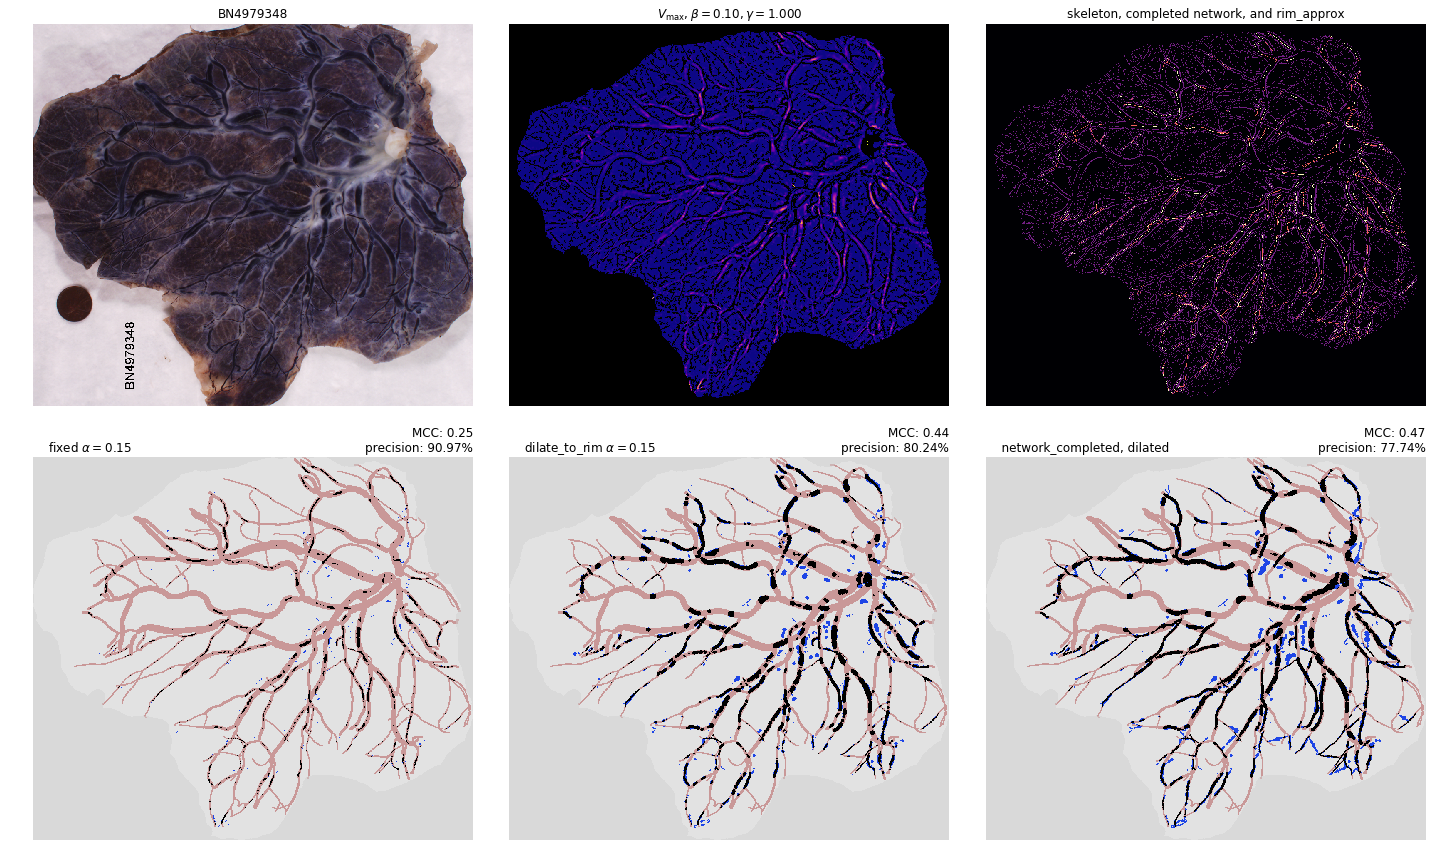 BN4979348
$V_{\max}$, $\beta = 0.10$, $\gamma = 1.000$
skeleton, completed network, and rim_approx
BN4979348
fixed $\alpha = 0.15$
MCC: 0.25
precision: 90.97%
dilate_to_rim $\alpha = 0.15$
MCC: 0.44
precision: 80.24%
network_completed, dilated
MCC: 0.47
precision: 77.74%